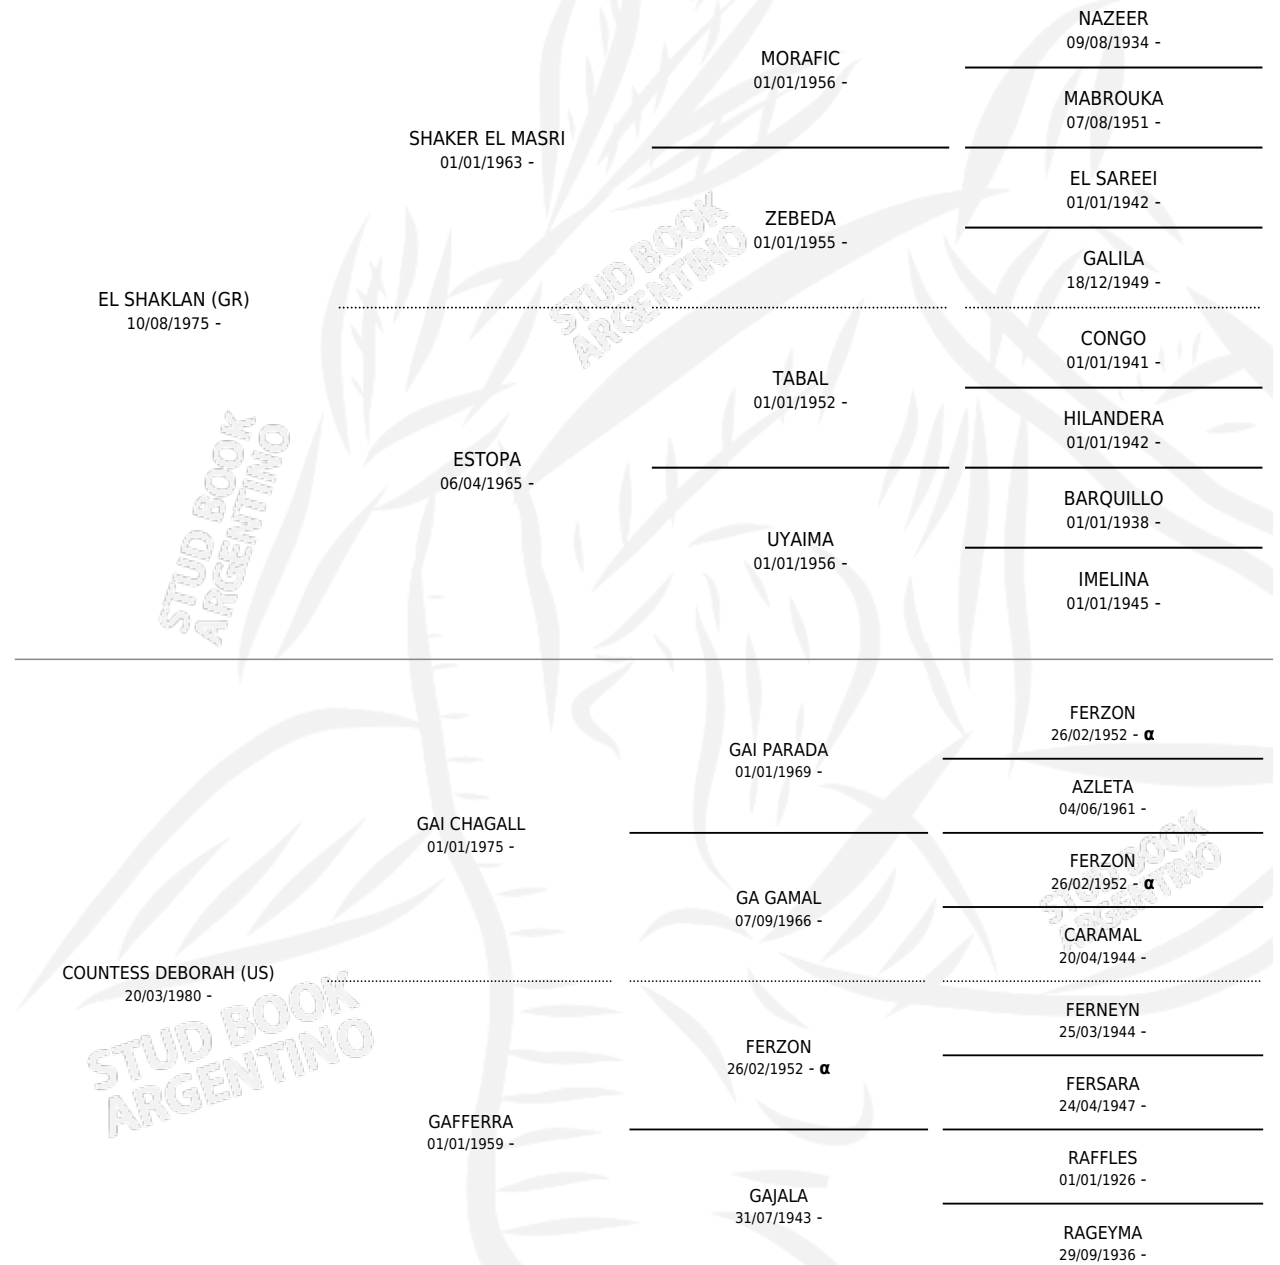 NAZEER
09/08/1934 -
MORAFIC
01/01/1956 -
MABROUKA
07/08/1951 -
SHAKER EL MASRI
01/01/1963 -
EL SAREEI
01/01/1942 -
ZEBEDA
01/01/1955 -
GALILA
18/12/1949 -
EL SHAKLAN (GR)
10/08/1975 -
CONGO
01/01/1941 -
TABAL
01/01/1952 -
HILANDERA
01/01/1942 -
ESTOPA
06/04/1965 -
BARQUILLO
01/01/1938 -
UYAIMA
01/01/1956 -
IMELINA
01/01/1945 -
FERZON
26/02/1952 - α
GAI PARADA
01/01/1969 -
AZLETA
04/06/1961 -
GAI CHAGALL
01/01/1975 -
FERZON
26/02/1952 - α
GA GAMAL
07/09/1966 -
CARAMAL
20/04/1944 -
COUNTESS DEBORAH (US)
20/03/1980 -
FERNEYN
25/03/1944 -
FERZON
26/02/1952 - α
FERSARA
24/04/1947 -
GAFFERRA
01/01/1959 -
RAFFLES
01/01/1926 -
GAJALA
31/07/1943 -
RAGEYMA
29/09/1936 -
STUD BOOK
ARGENTINO
STUD BOOK
ARGENTINO
STUD BOOK
ARGENTINO
STUD BOOK
ARGENTINO